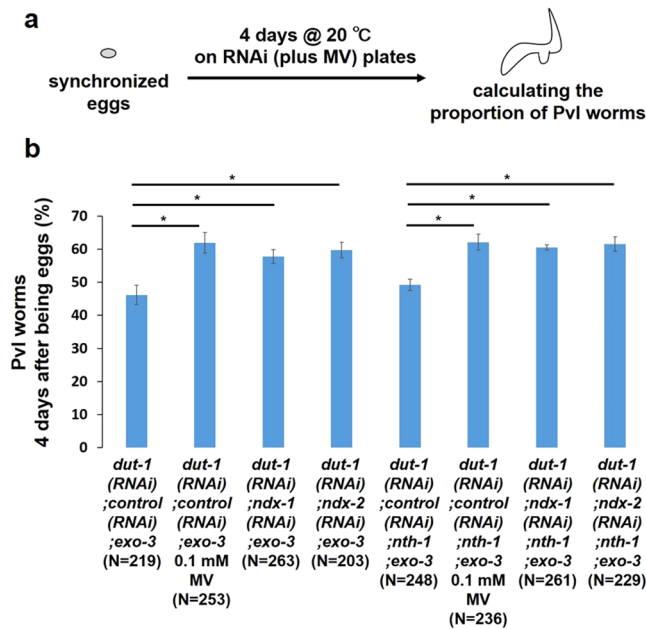 a
4 days @ 20 ℃
on RNAi (plus MV) plates
synchronized
eggs
calculating the
proportion of Pvl worms
b
*
*
*
*
*
*
Pvl worms
4 days after being eggs (%)
70
60
50
40
30
20
10
0
dut-1
(RNAi)
;control
(RNAi)
;exo-3
(N=219)
dut-1
(RNAi)
;control
(RNAi)
;exo-3
0.1 mM
MV
(N=253)
dut-1
(RNAi)
;ndx-1
(RNAi)
;exo-3
(N=263)
dut-1
(RNAi)
;ndx-2
(RNAi)
;exo-3
(N=203)
dut-1
(RNAi)
;control
(RNAi)
;nth-1
;exo-3
(N=248)
dut-1
(RNAi)
;control
(RNAi)
;nth-1
;exo-3
0.1 mM
MV
(N=236)
dut-1
(RNAi)
;ndx-1
(RNAi)
;nth-1
;exo-3
(N=261)
dut-1
(RNAi)
;ndx-2
(RNAi)
;nth-1
;exo-3
(N=229)